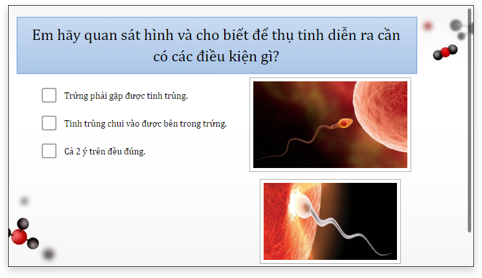 Em hãy quan sát hình và cho biết để thụ tinh diễn ra cần
có các điều kiện gì?
Trứng phải gặp được tinh trùng.
Tinh trùng chui vào được bên trong trứng.
Cả 2 ý trên đều đúng.